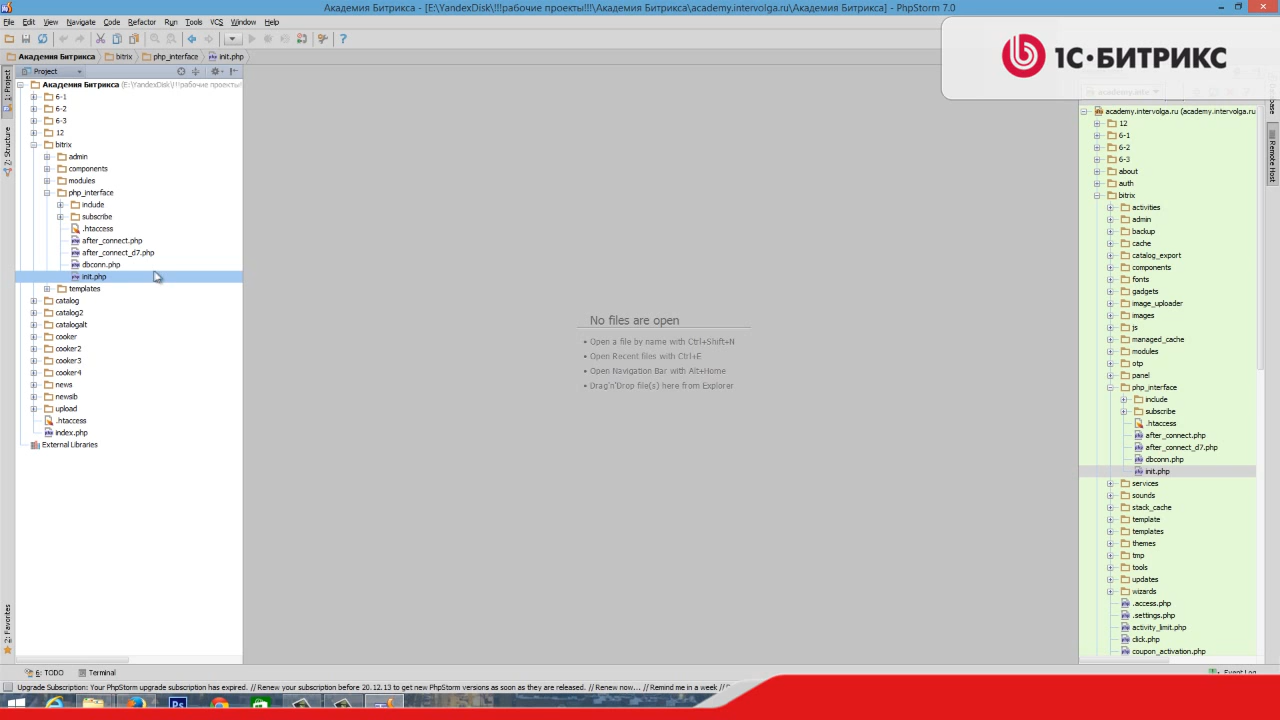 Академия Битрикса - [E:\YandexDisk\!!!рабочие проекты!!!\Академия Битрикса\academy.intervolga.ru\Академия Битрикса] - PhpStorm 7.0
File Edit View Navigate Code Refactor Run Tools VCS Window Help
1С·БИТРИКС
Академия Битрикса bitrix php_interface init.php
Project
1: Project
Z: Structure
2: Favorites
Академия Битрикса (E:\YandexDisk\!!!рабочие проекты!
6-1
6-2
6-3
12
bitrix
admin
components
modules
php_interface
include
subscribe
.htaccess
after_connect.php
after_connect_d7.php
dbconn.php
init.php
templates
catalog
catalog2
catalogalt
cooker
cooker2
cooker3
cooker4
news
newsib
upload
.htaccess
index.php
External Libraries
No files are open
• Open a file by name with Ctrl+Shift+N
• Open Recent files with Ctrl+E
• Open Navigation Bar with Alt+Home
• Drag'n'Drop file(s) here from Explorer
Remote Host
academy.intervolga.ru (academy.intervolga.ru
12
6-1
6-2
6-3
about
auth
bitrix
activities
admin
backup
cache
catalog_export
components
fonts
gadgets
image_uploader
images
js
managed_cache
modules
otp
panel
php_interface
include
subscribe
.htaccess
after_connect.php
after_connect_d7.php
dbconn.php
init.php
services
sounds
stack_cache
template
templates
themes
tmp
tools
updates
wizards
.access.php
.settings.php
activity_limit.php
click.php
coupon_activation.php
6: TODO Terminal
Event Log
Upgrade Subscription: Your PhpStorm upgrade subscription has expired. // Renew your subscription before 20.12.13 to get new PhpStorm versions as soon as they are released. // Renew now... // Remind me in a week //